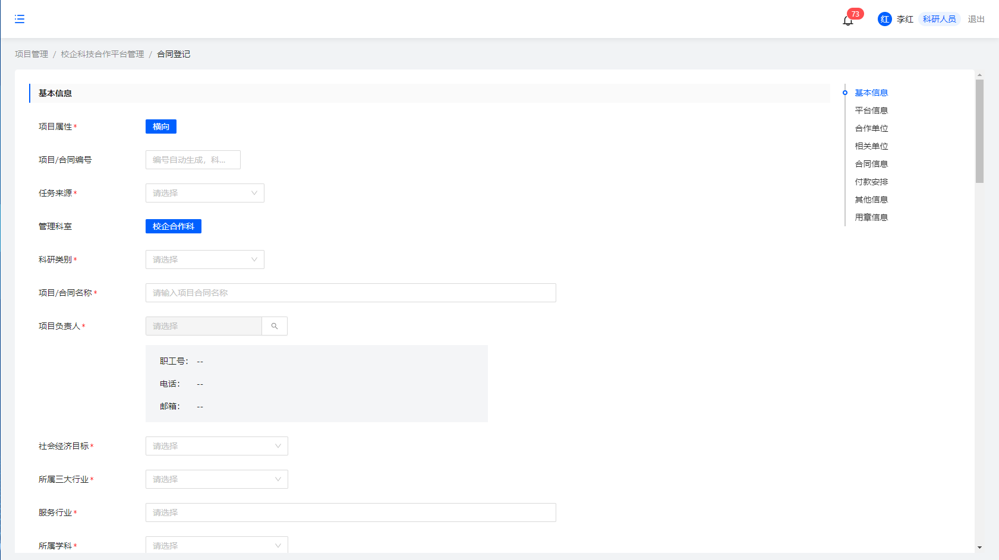 73
红 李红 科研人员 退出
项目管理 / 校企科技合作平台管理 / 合同登记
基本信息
项目属性* 横向
项目/合同编号 编号自动生成，科...
任务来源* 请选择
管理科室 校企合作科
科研类别* 请选择
项目/合同名称* 请输入项目合同名称
项目负责人* 请选择
职工号： --
电话： --
邮箱： --
社会经济目标* 请选择
所属三大行业* 请选择
服务行业* 请选择
所属学科* 请选择
基本信息
平台信息
合作单位
相关单位
合同信息
付款安排
其他信息
用章信息